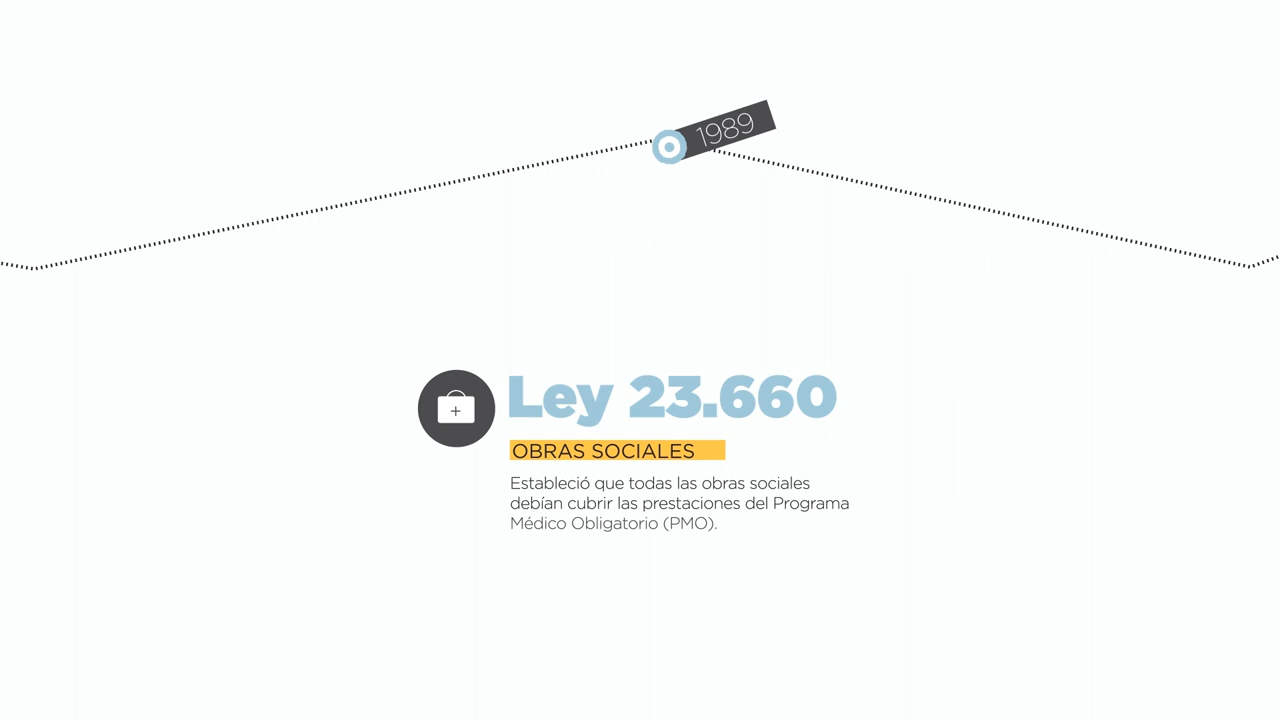 1989
Ley 23.660
OBRAS SOCIALES
Estableció que todas las obras sociales
debían cubrir las prestaciones del Programa
Médico Obligatorio (PMO).